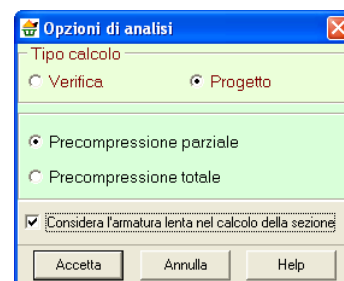 Opzioni di analisi
Tipo calcolo
Verifica Progetto
Precompressione parziale
Precompressione totale
Considera l'armatura lenta nel calcolo della sezione
Accetta Annulla Help